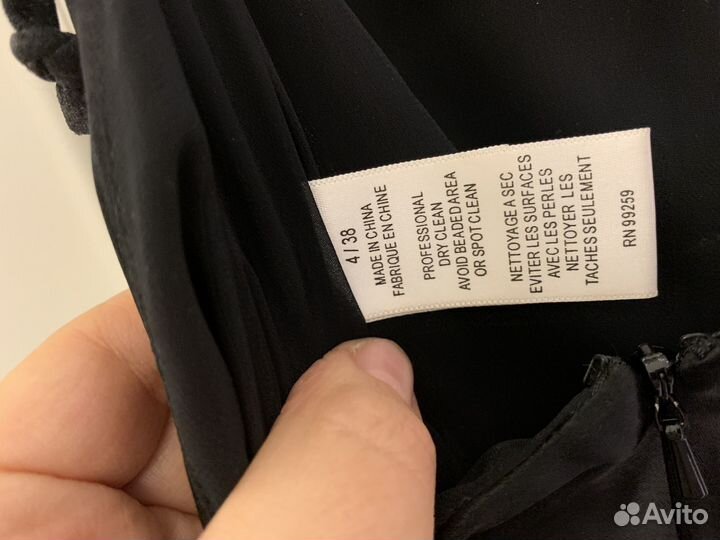 4 / 38
MADE IN CHINA
FABRIQUE EN CHINE
PROFESSIONAL
DRY CLEAN
AVOID BEADED AREA
OR SPOT CLEAN
NETTOYAGE A SEC
EVITER LES SURFACES
AVEC LES PERLES
NETTOYER LES
TACHES SEULEMENT
RN 99259
Avito